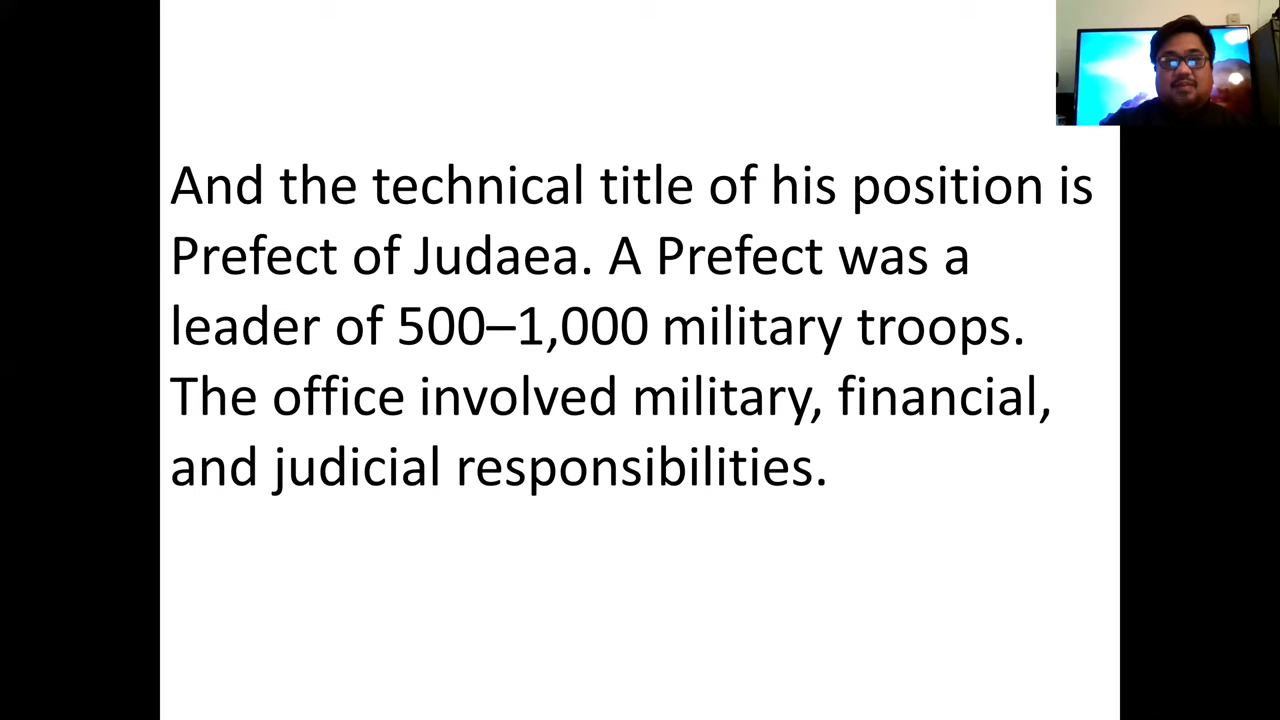 And the technical title of his position is
Prefect of Judaea. A Prefect was a
leader of 500–1,000 military troops.
The office involved military, financial,
and judicial responsibilities.